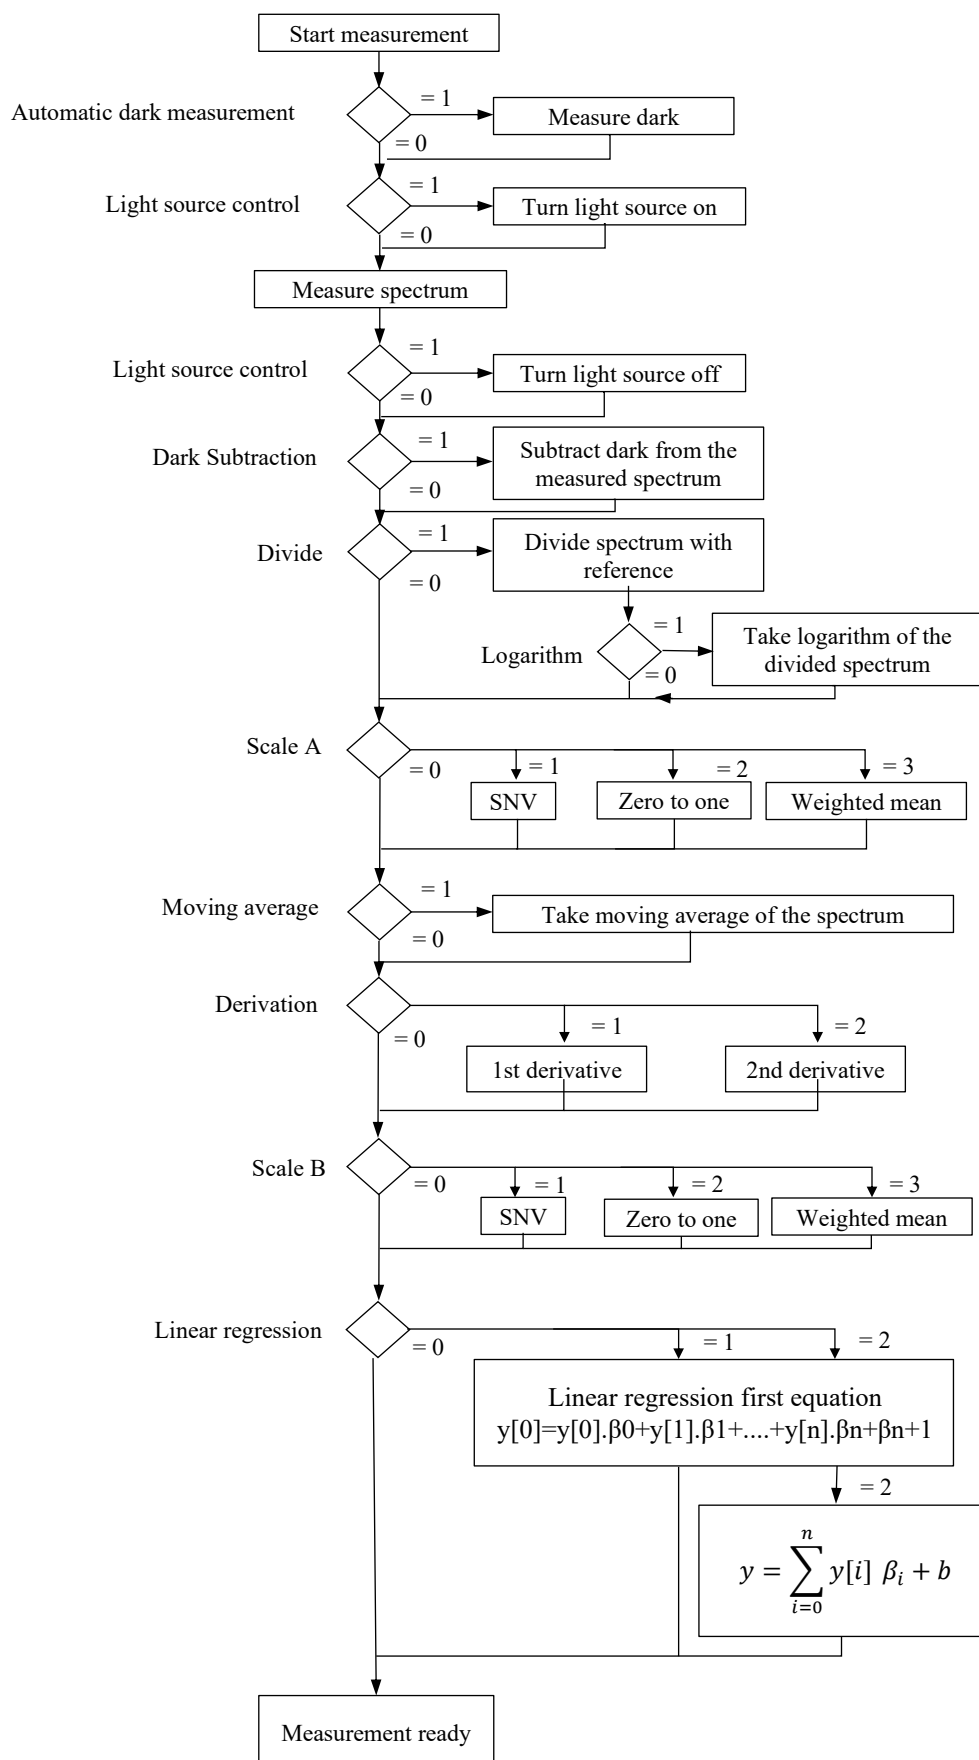 Start measurement
Automatic dark measurement
= 1
Measure dark
= 0
Light source control
= 1
Turn light source on
= 0
Measure spectrum
Light source control
= 1
Turn light source off
= 0
Dark Subtraction
= 1
Subtract dark from the
measured spectrum
= 0
Divide
= 1
Divide spectrum with
reference
= 0
Logarithm
= 1
Take logarithm of the
divided spectrum
= 0
Scale A
= 0
= 1
= 2
= 3
SNV
Zero to one
Weighted mean
Moving average
= 1
Take moving average of the spectrum
= 0
Derivation
= 0
= 1
= 2
1st derivative
2nd derivative
Scale B
= 0
= 1
= 2
= 3
SNV
Zero to one
Weighted mean
Linear regression
= 0
= 1
= 2
Linear regression first equation
y[0]=y[0].β0+y[1].β1+....+y[n].βn+βn+1
= 2
y = ∑_{i=0}^{n} y[i] β_i + b
Measurement ready